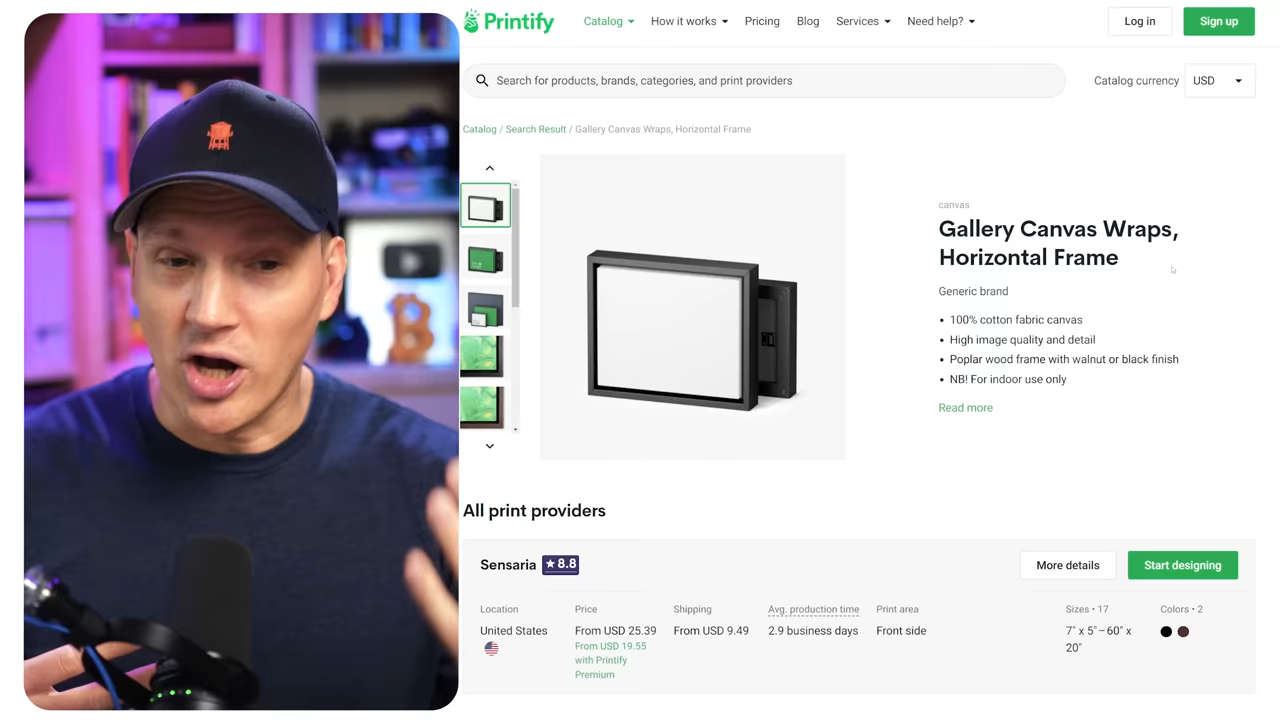 Printify
Catalog
How it works
Pricing
Blog
Services
Need help?
Log in
Sign up
Search for products, brands, categories, and print providers
Catalog currency
USD
Catalog / Search Result / Gallery Canvas Wraps, Horizontal Frame
canvas
Gallery Canvas Wraps,
Horizontal Frame
Generic brand
• 100% cotton fabric canvas
• High image quality and detail
• Poplar wood frame with walnut or black finish
• NB! For indoor use only
Read more
All print providers
Sensaria
8.8
More details
Start designing
Location
Price
Shipping
Avg. production time
Print area
Sizes • 17
Colors • 2
United States
From USD 25.39
From USD 9.49
2.9 business days
Front side
7" x 5" – 60" x
20"
From USD 19.55
with Printify
Premium